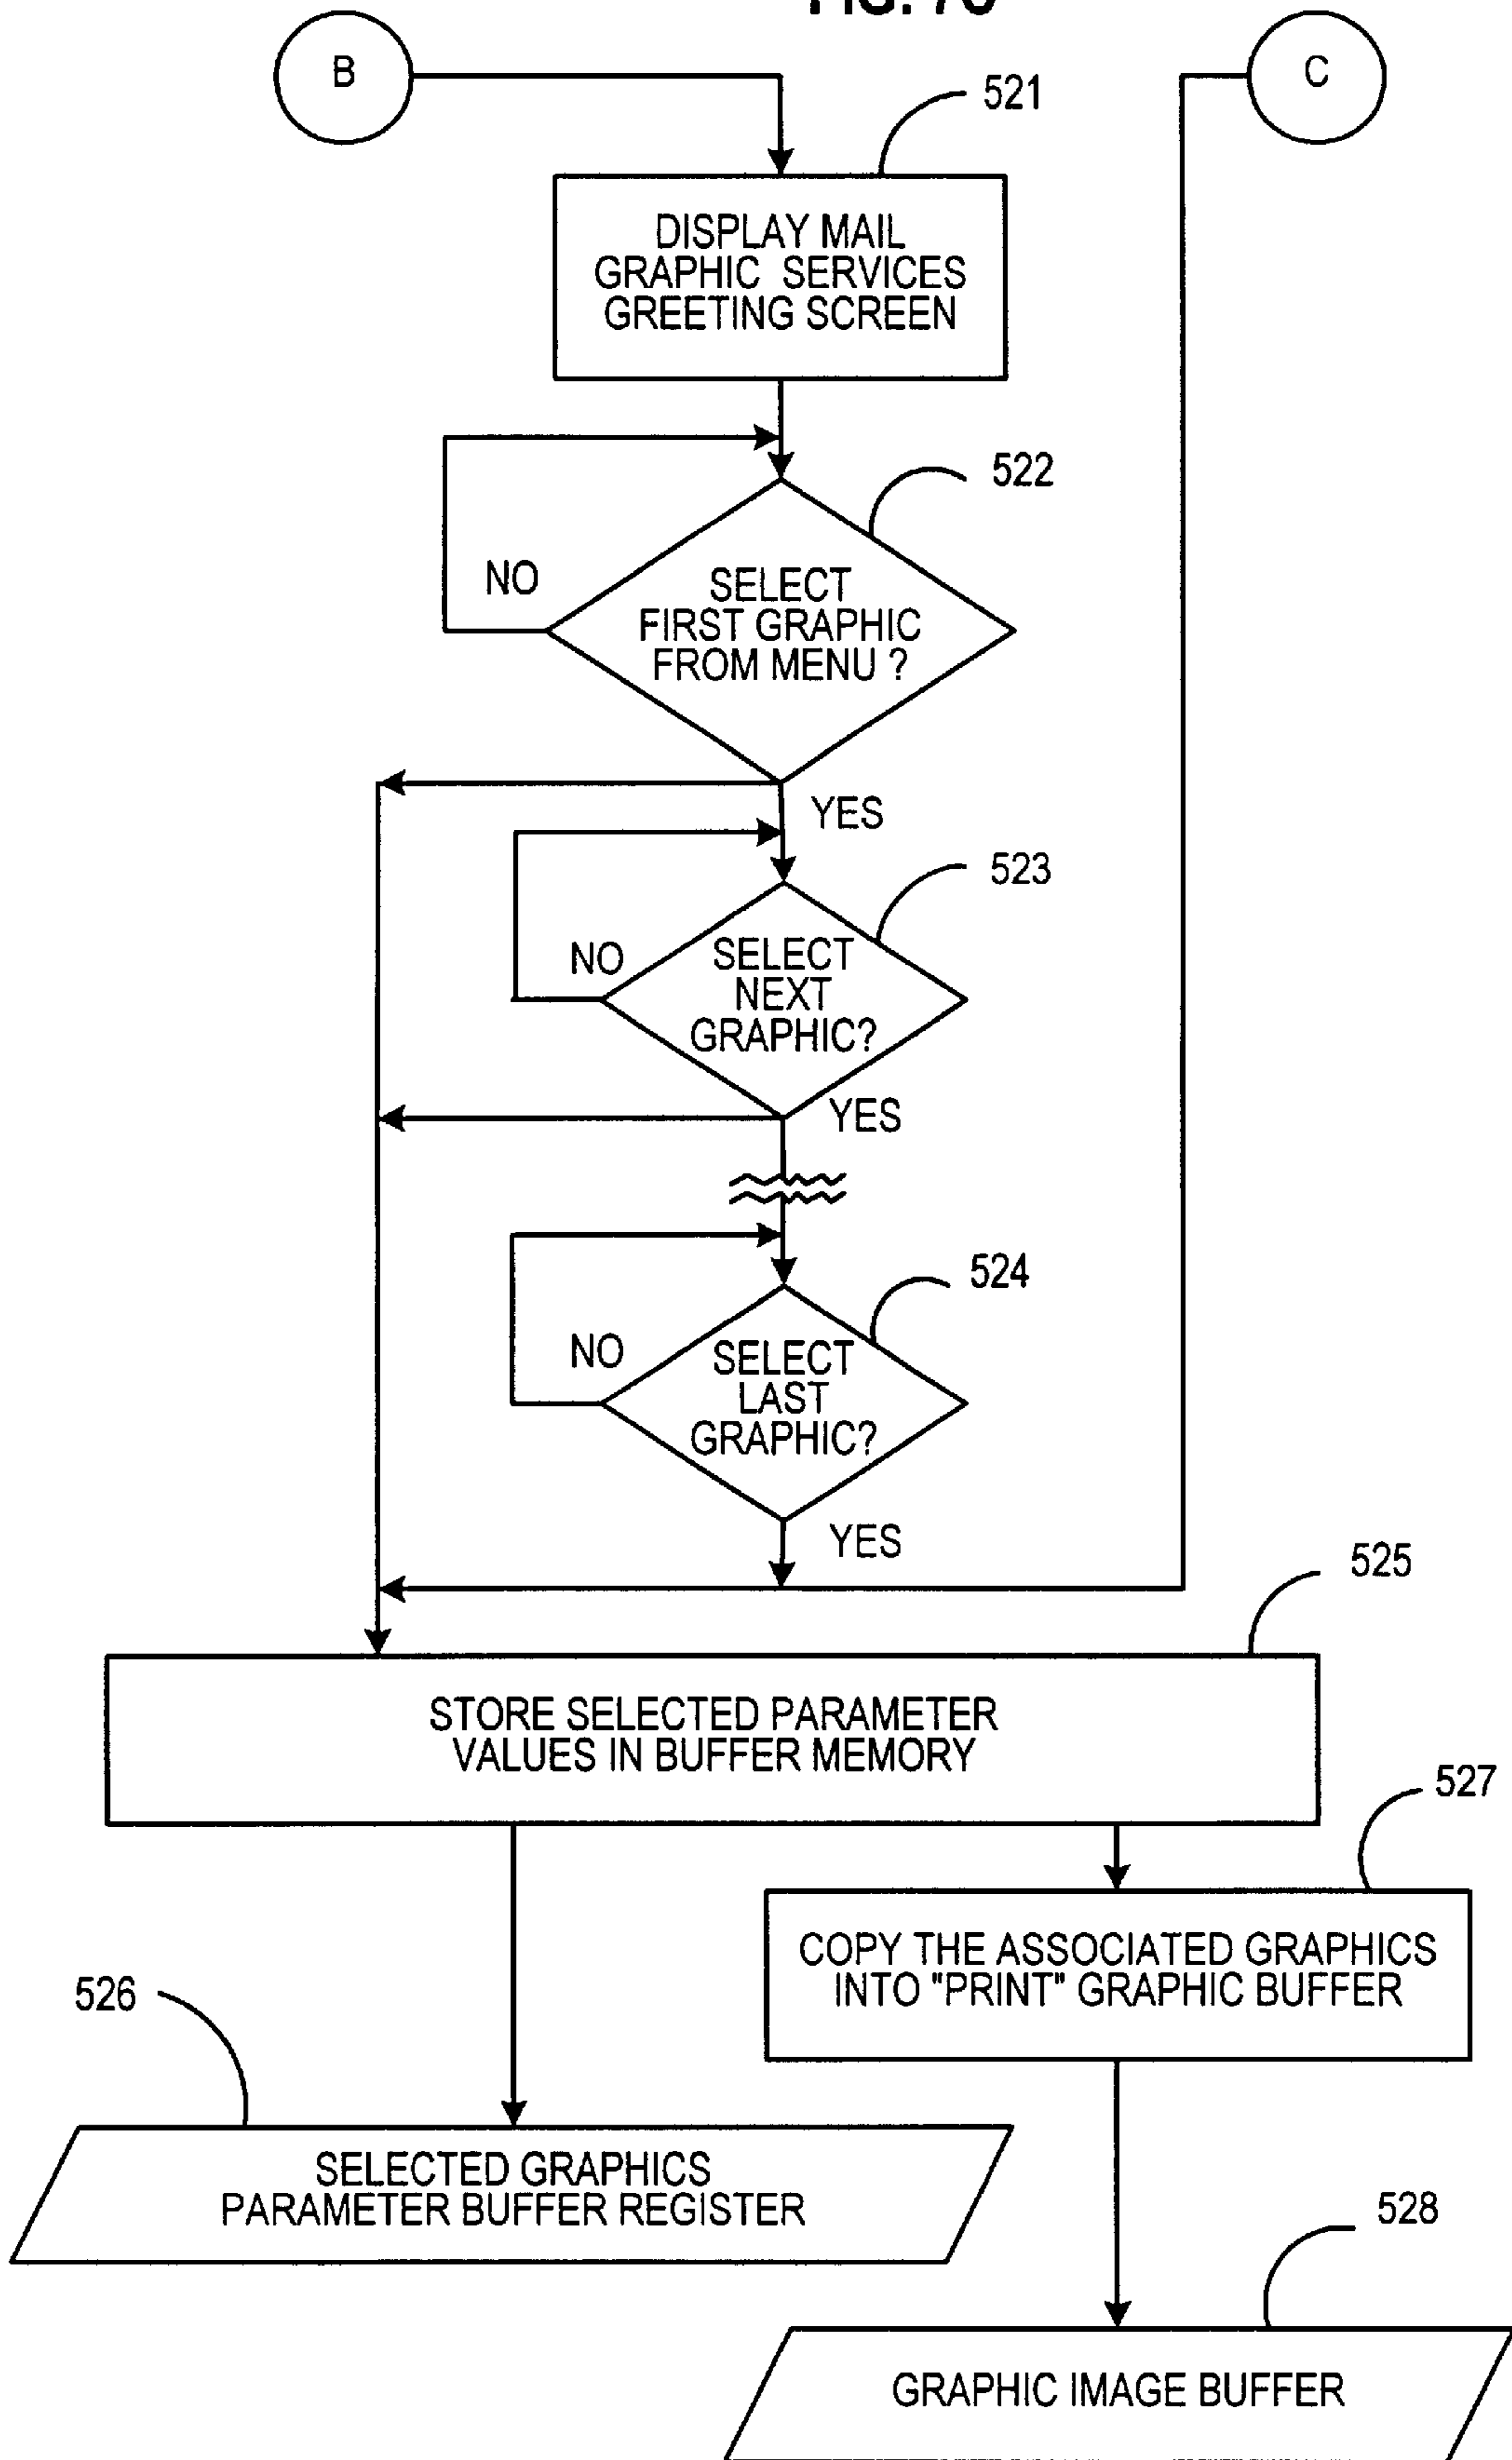 B
C
521
DISPLAY MAIL
GRAPHIC SERVICES
GREETING SCREEN
522
NO
SELECT
FIRST GRAPHIC
FROM MENU ?
YES
523
NO
SELECT
NEXT
GRAPHIC?
YES
524
NO
SELECT
LAST
GRAPHIC?
YES
525
STORE SELECTED PARAMETER
VALUES IN BUFFER MEMORY
527
COPY THE ASSOCIATED GRAPHICS
INTO "PRINT" GRAPHIC BUFFER
526
SELECTED GRAPHICS
PARAMETER BUFFER REGISTER
528
GRAPHIC IMAGE BUFFER